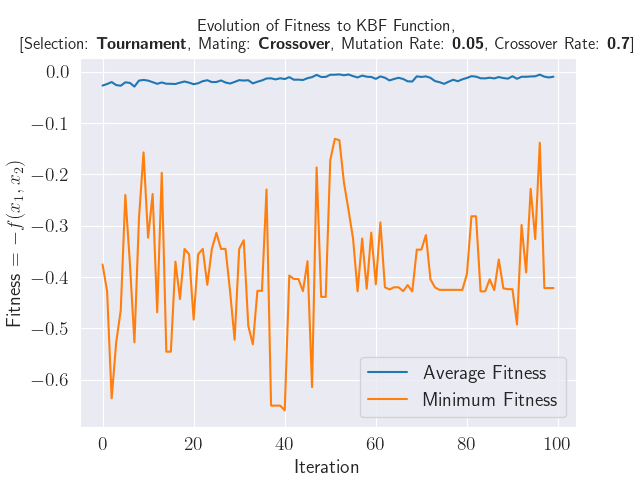 Evolution of Fitness to KBF Function,
[Selection: Tournament, Mating: Crossover, Mutation Rate: 0.05, Crossover Rate: 0.7]
Fitness = −f(x₁, x₂)
0.0
−0.1
−0.2
−0.3
−0.4
−0.5
−0.6
Average Fitness
Minimum Fitness
0 20 40 60 80 100
Iteration